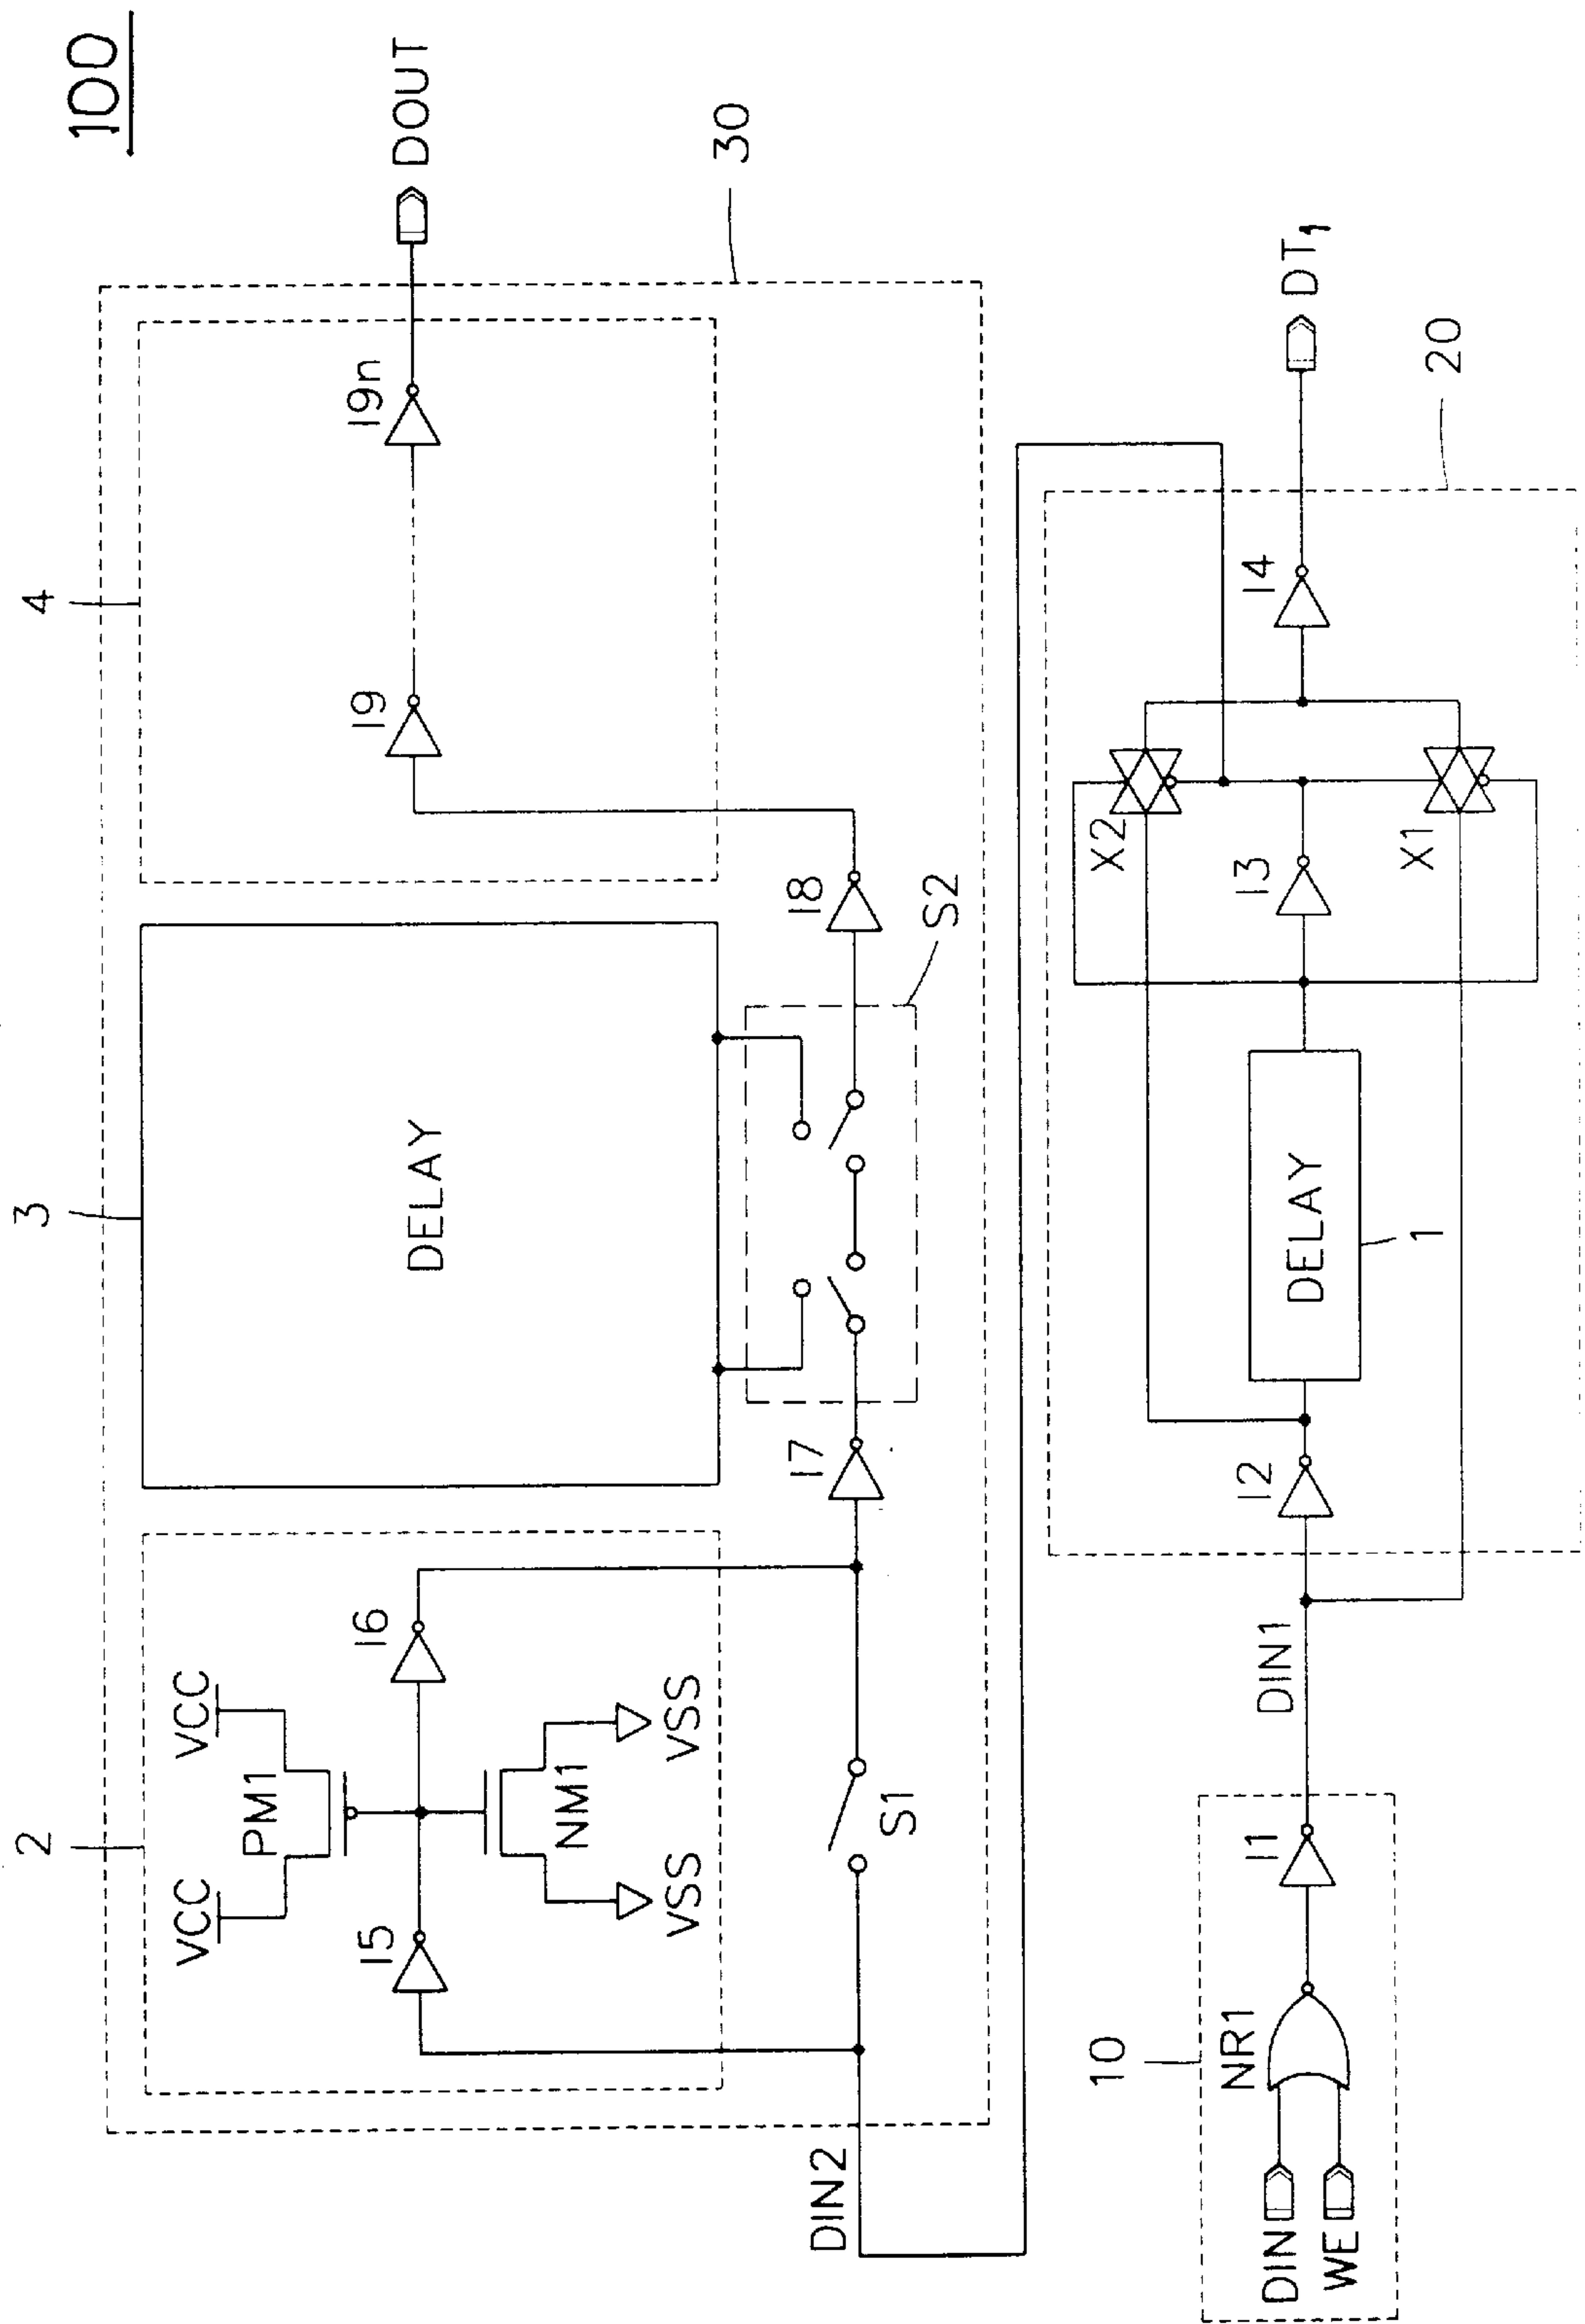 100
4
3
2
VCC
VCC
PM1
I5
I6
NM1
VSS
VSS
S1
DELAY
I7
S2
I8
I9
I9n
DOUT
30
DIN2
10
DIN
WE
NR1
I1
DIN1
I2
DELAY
1
X2
I3
X1
I4
DT1
20